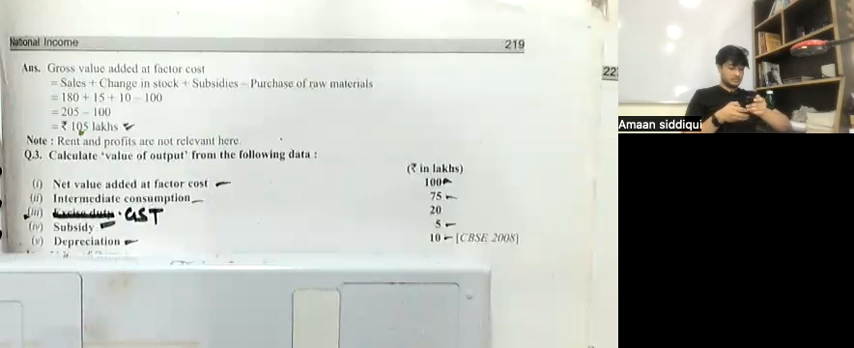 National Income 219
Ans. Gross value added at factor cost
= Sales + Change in stock + Subsidies − Purchase of raw materials
= 180 + 15 + 10 − 100
= 205 − 100
= ₹ 105 lakhs
Note : Rent and profits are not relevant here.
Q.3. Calculate ‘value of output’ from the following data :
(₹ in lakhs)
(i) Net value added at factor cost 100
(ii) Intermediate consumption 75
(iii) Excise duty GST 20
(iv) Subsidy 5
(v) Depreciation 10 [CBSE 2008]
22
Amaan siddiqui